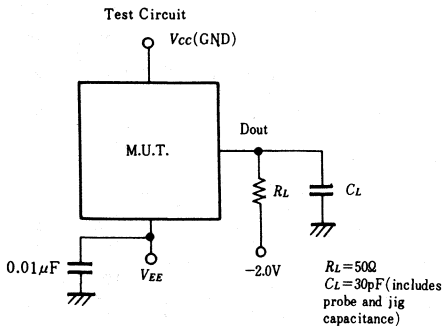 Test Circuit
Vcc(GND)
Dout
M.U.T.
RL
CL
0.01μF
VEE
−2.0V
RL=50Ω
CL=30pF(includes
probe and jig
capacitance)